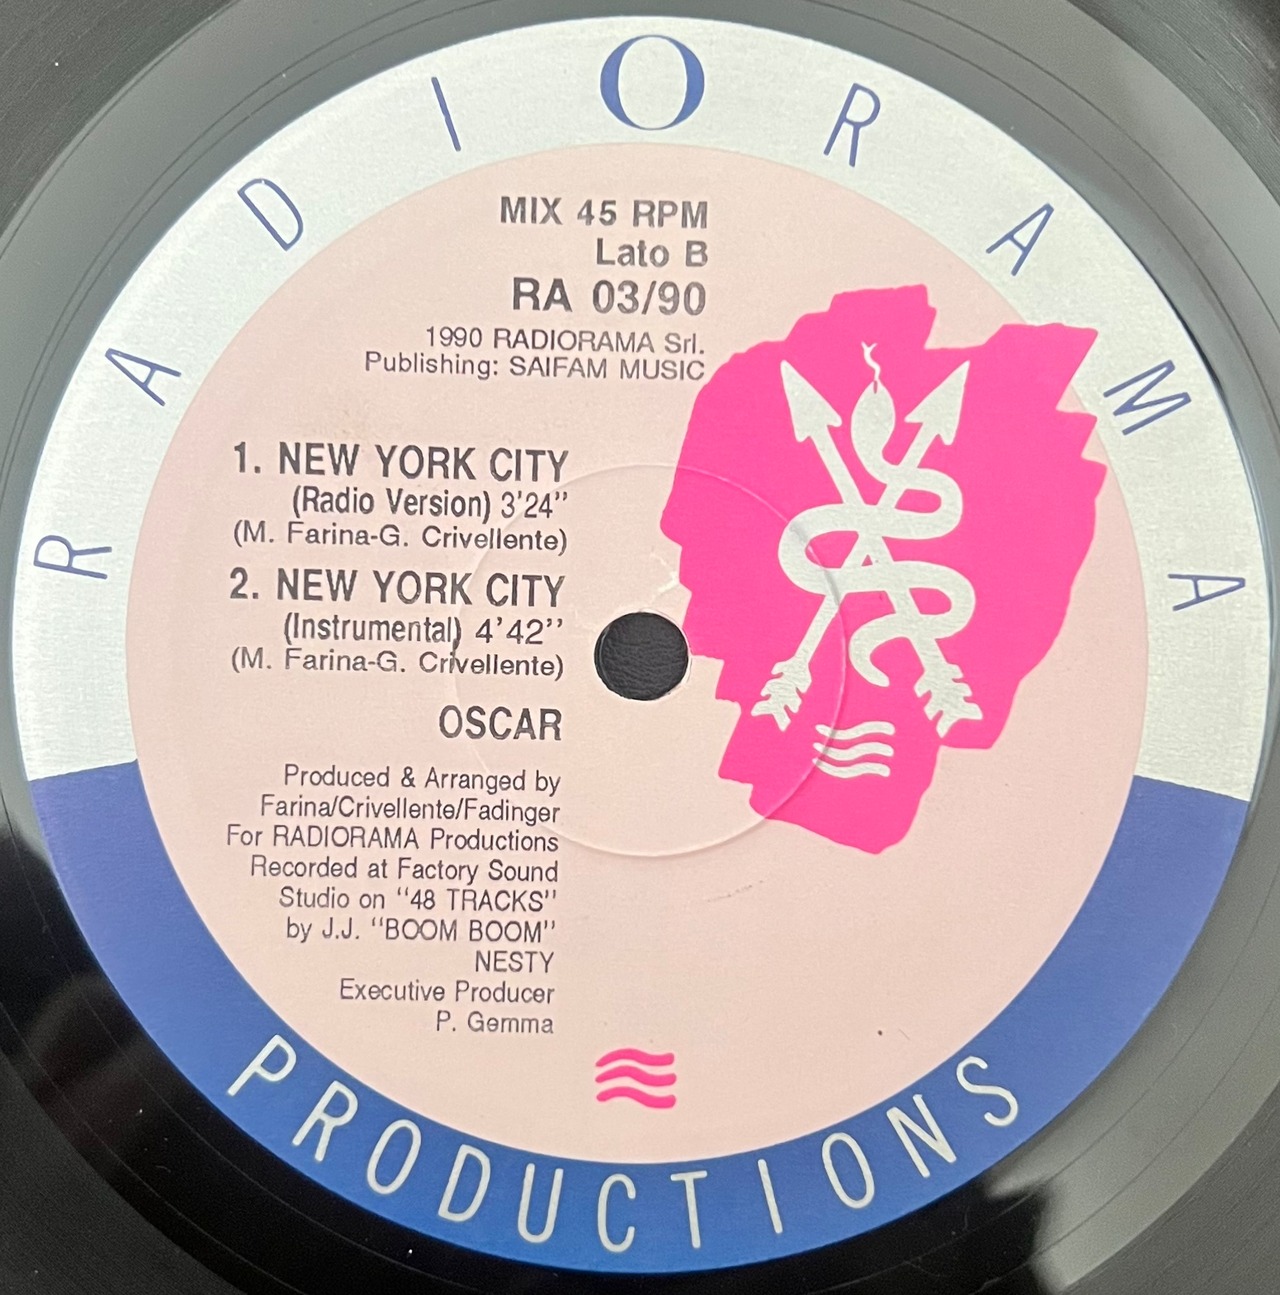 RADIORAMA
MIX 45 RPM
Lato B
RA 03/90
1990 RADIORAMA Srl.
Publishing: SAIFAM MUSIC
1. NEW YORK CITY
(Radio Version) 3'24''
(M. Farina-G. Crivellente)
2. NEW YORK CITY
(Instrumental) 4'42''
(M. Farina-G. Crivellente)
OSCAR
Produced & Arranged by
Farina/Crivellente/Fadinger
For RADIORAMA Productions
Recorded at Factory Sound
Studio on "48 TRACKS"
by J.J. "BOOM BOOM"
NESTY
Executive Producer
P. Gemma
PRODUCTIONS